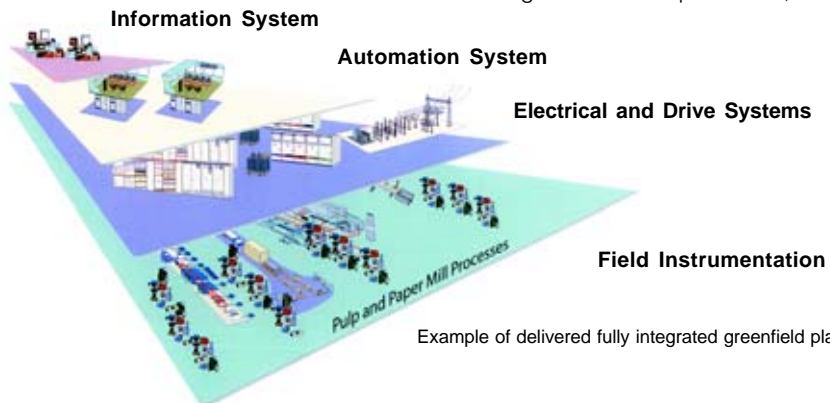 Information System
Automation System
Electrical and Drive Systems
Pulp and Paper Mill Processes
Field Instrumentation
Example of delivered fully integrated greenfield pla